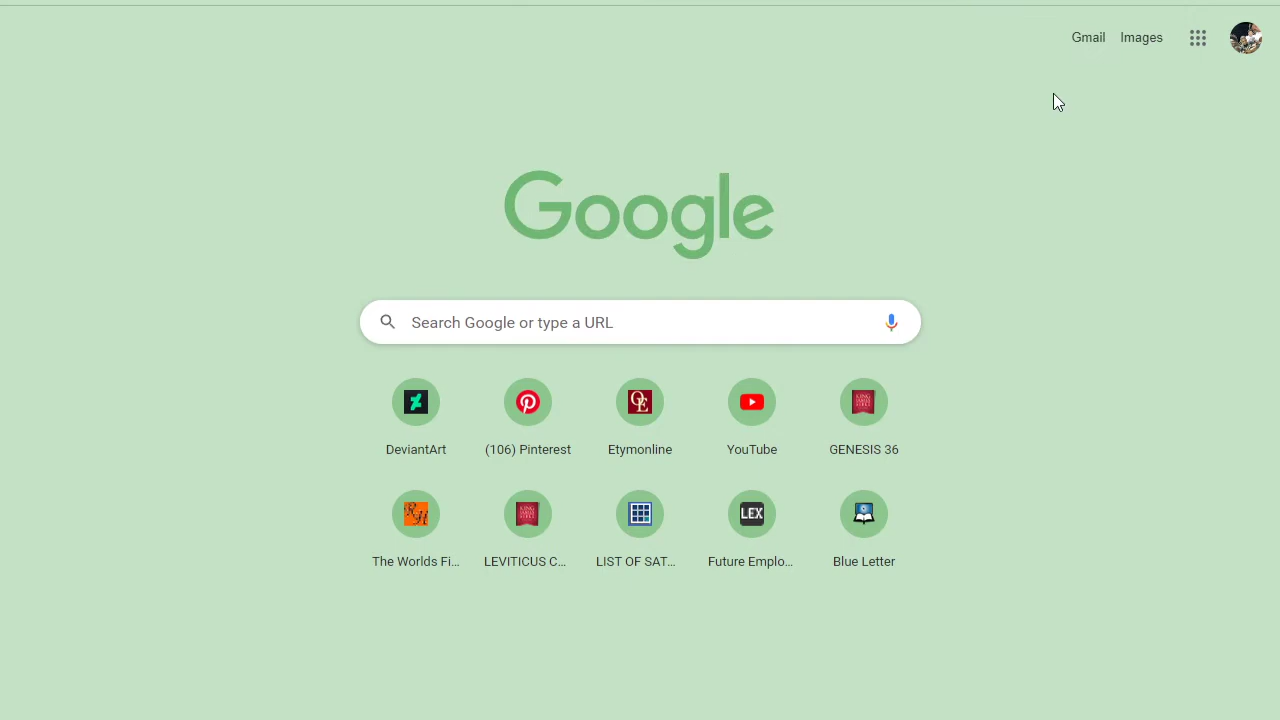 Gmail Images
Google
Search Google or type a URL
DeviantArt (106) Pinterest Etymonline YouTube GENESIS 36
LEX
The Worlds Fi... LEVITICUS C... LIST OF SAT... Future Emplo... Blue Letter